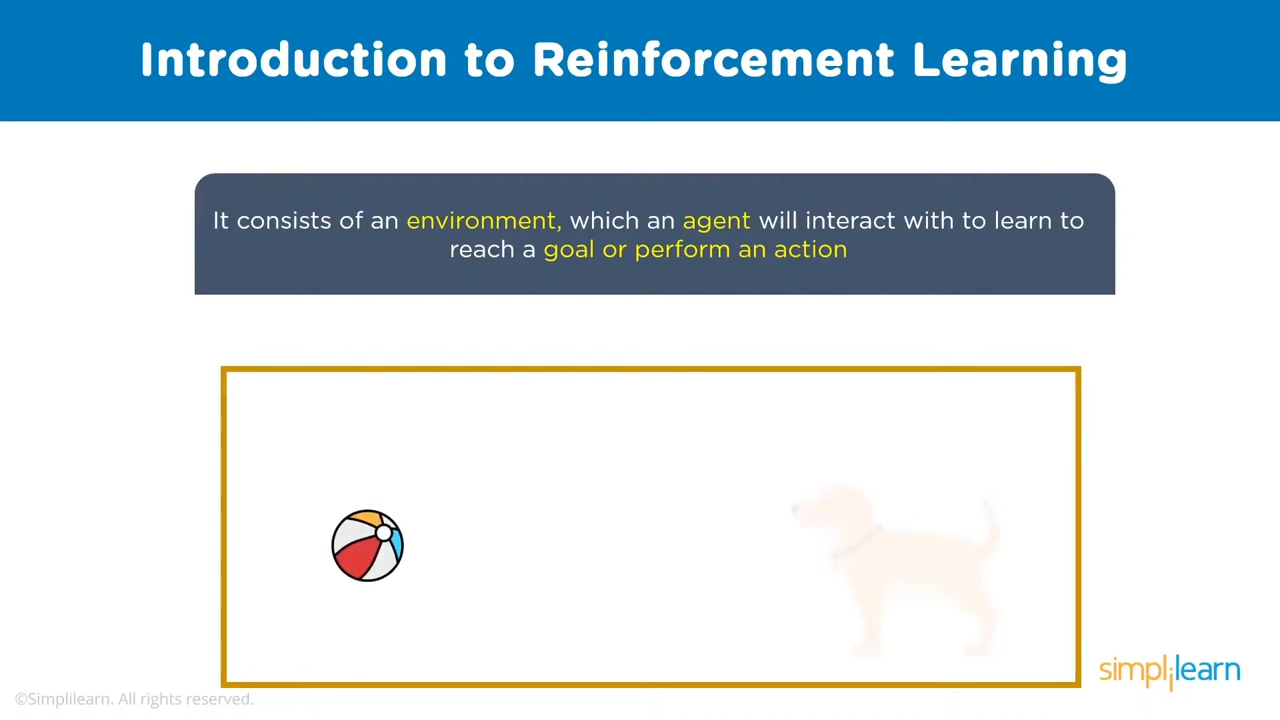 Introduction to Reinforcement Learning
It consists of an environment, which an agent will interact with to learn to
reach a goal or perform an action
simplilearn
©Simplilearn. All rights reserved.